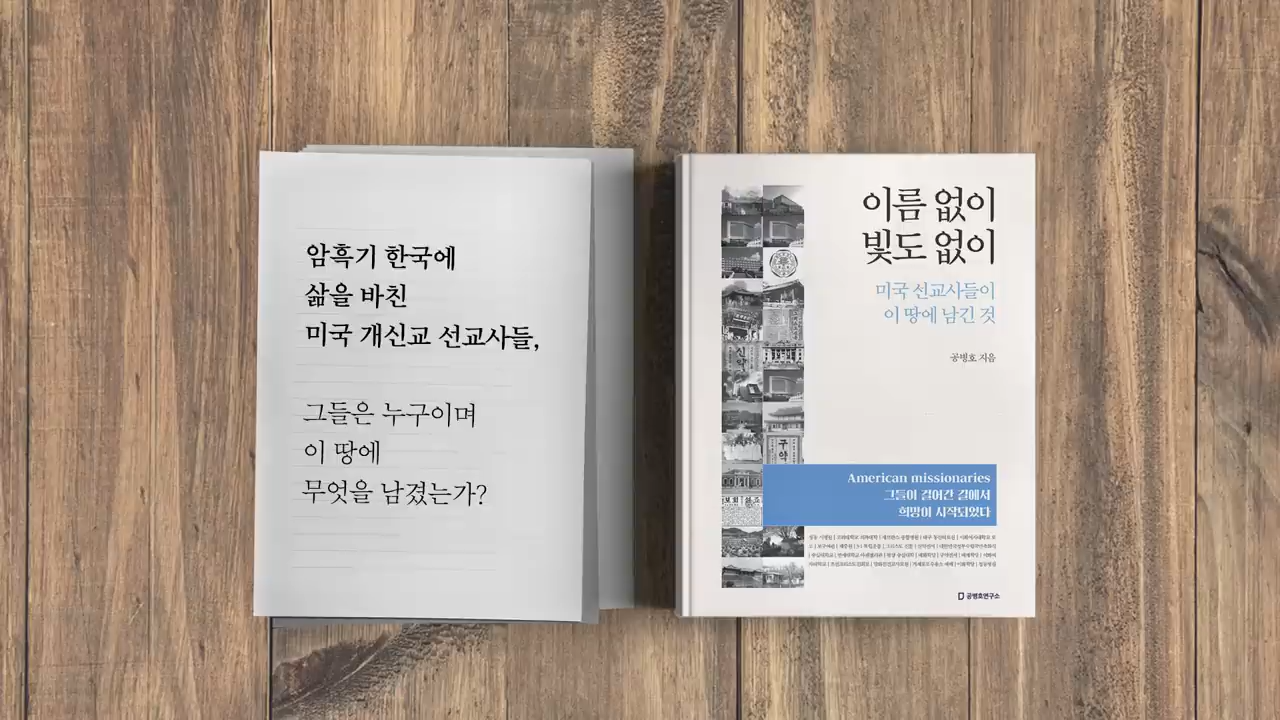 암흑기 한국에
삶을 바친
미국 개신교 선교사들,
그들은 누구이며
이 땅에
무엇을 남겼는가?
이름 없이
빛도 없이
미국 선교사들이
이 땅에 남긴 것
공병호 지음
신약
구약
American missionaries
그들이 걸어간 길에서
희망이 시작되었다
공병호연구소